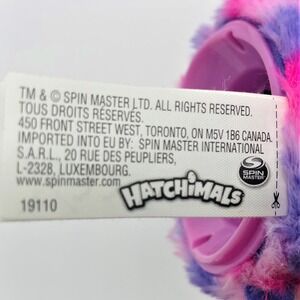 TM & © SPIN MASTER LTD. ALL RIGHTS RESERVED.
TOUS DROITS RÉSERVÉS.
450 FRONT STREET WEST, TORONTO, ON M5V 1B6 CANADA.
IMPORTED INTO EU BY: SPIN MASTER INTERNATIONAL
S.A.R.L., 20 RUE DES PEUPLIERS,
L-2328, LUXEMBOURG.
www.spinmaster.com
HATCHIMALS
SPIN
MASTER
19110